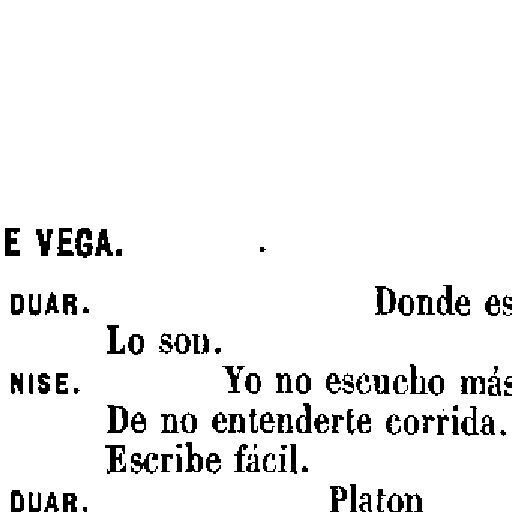 E VEGA.
DUAR. Donde es
Lo son.
NISE. Yo no escucho más
De no entenderte corrida.
Escribe fácil.
DUAR. Platon